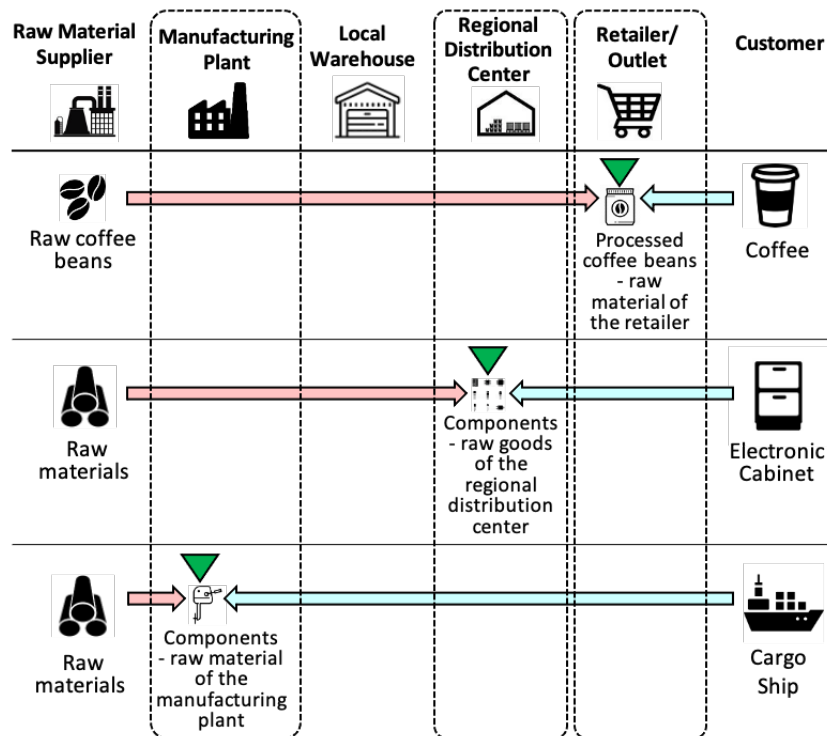 Raw Material
Supplier
Manufacturing
Plant
Local
Warehouse
Regional
Distribution
Center
Retailer/
Outlet
Customer
Raw coffee
beans
Processed
coffee beans
- raw
material of
the retailer
Coffee
Raw
materials
Components
- raw goods
of the
regional
distribution
center
Electronic
Cabinet
Raw
materials
Components
- raw material
of the
manufacturing
plant
Cargo
Ship